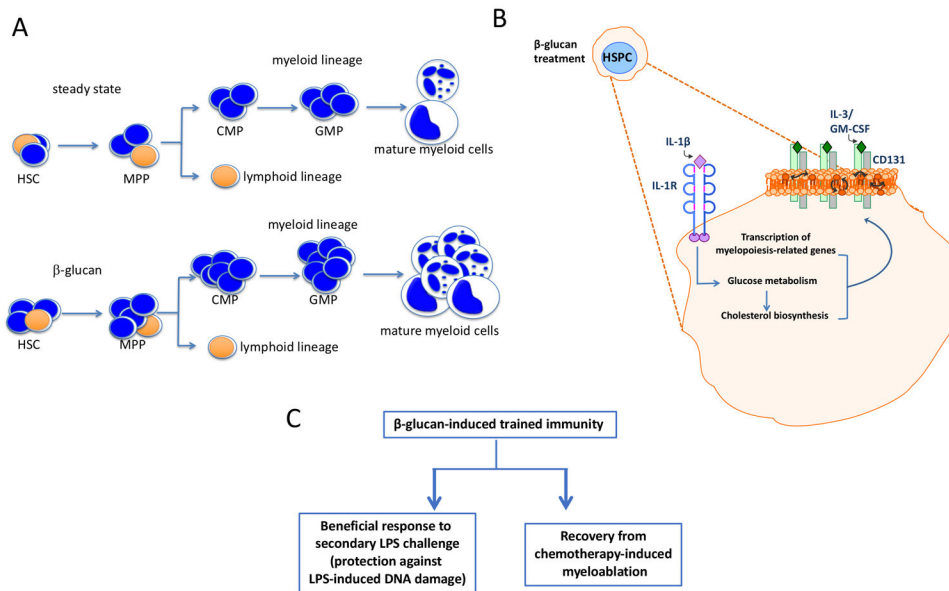 A
steady state
myeloid lineage
HSC
MPP
CMP
GMP
mature myeloid cells
lymphoid lineage
β-glucan
myeloid lineage
HSC
MPP
CMP
GMP
mature myeloid cells
lymphoid lineage
B
β-glucan
treatment
HSPC
IL-1β
IL-1R
IL-3/
GM-CSF
CD131
Transcription of
myelopoiesis-related genes
Glucose metabolism
Cholesterol biosynthesis
C
β-glucan-induced trained immunity
Beneficial response to
secondary LPS challenge
(protection against
LPS-induced DNA damage)
Recovery from
chemotherapy-induced
myeloablation